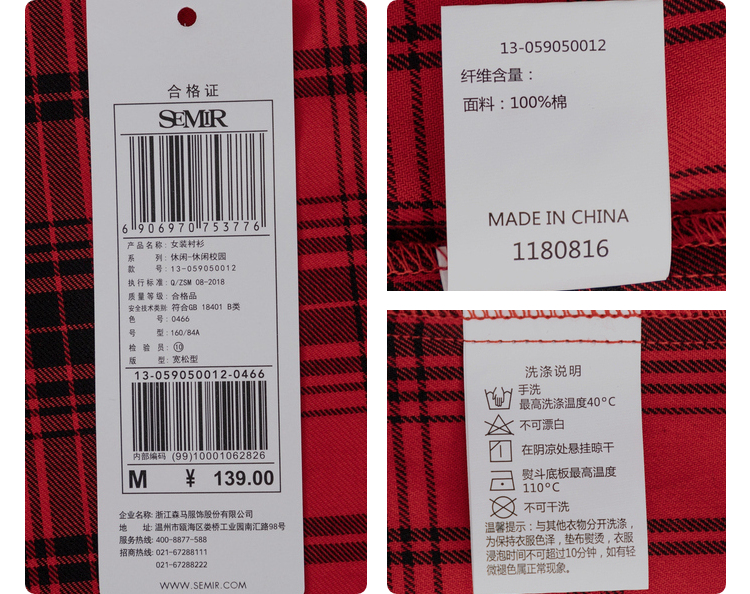 合格证
SEMIR
6 906970 753776
产品名称: 女装衬衫
系 列: 休闲-休闲校园
款 号: 13-059050012
执行标准: Q/ZSM 08-2018
质量等级: 合格品
安全技术类别: 符合GB 18401 B类
色 号: 0466
号 型: 160/84A
检 验 员: ⑩
版 型: 宽松型
13-059050012-0466
内部编码 (99)10001062826
M ¥ 139.00
企业名称: 浙江森马服饰股份有限公司
地 址: 温州市瓯海区娄桥工业园南汇路98号
服务热线: 400-8877-588
招商热线: 021-67288111
021-67288222
WWW.SEMIR.COM
13-059050012
纤维含量:
面料: 100%棉
MADE IN CHINA
1180816
洗涤说明
手洗
最高洗涤温度40°C
不可漂白
在阴凉处悬挂晾干
熨斗底板最高温度
110°C
不可干洗
温馨提示: 与其他衣物分开洗涤,
为保持衣服色泽, 垫布熨烫, 衣服
浸泡时间不可超过10分钟, 如有轻
微褪色属正常现象。